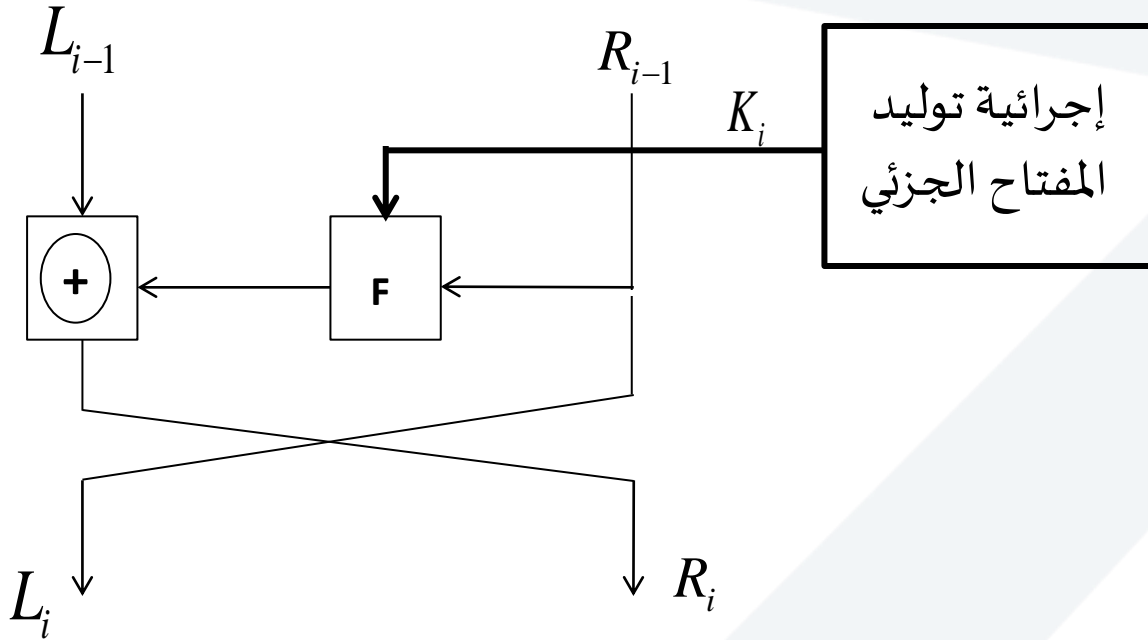 L_{i-1}
R_{i-1}
K_i
إجرائية توليد
المفتاح الجزئي
+
F
L_i
R_i